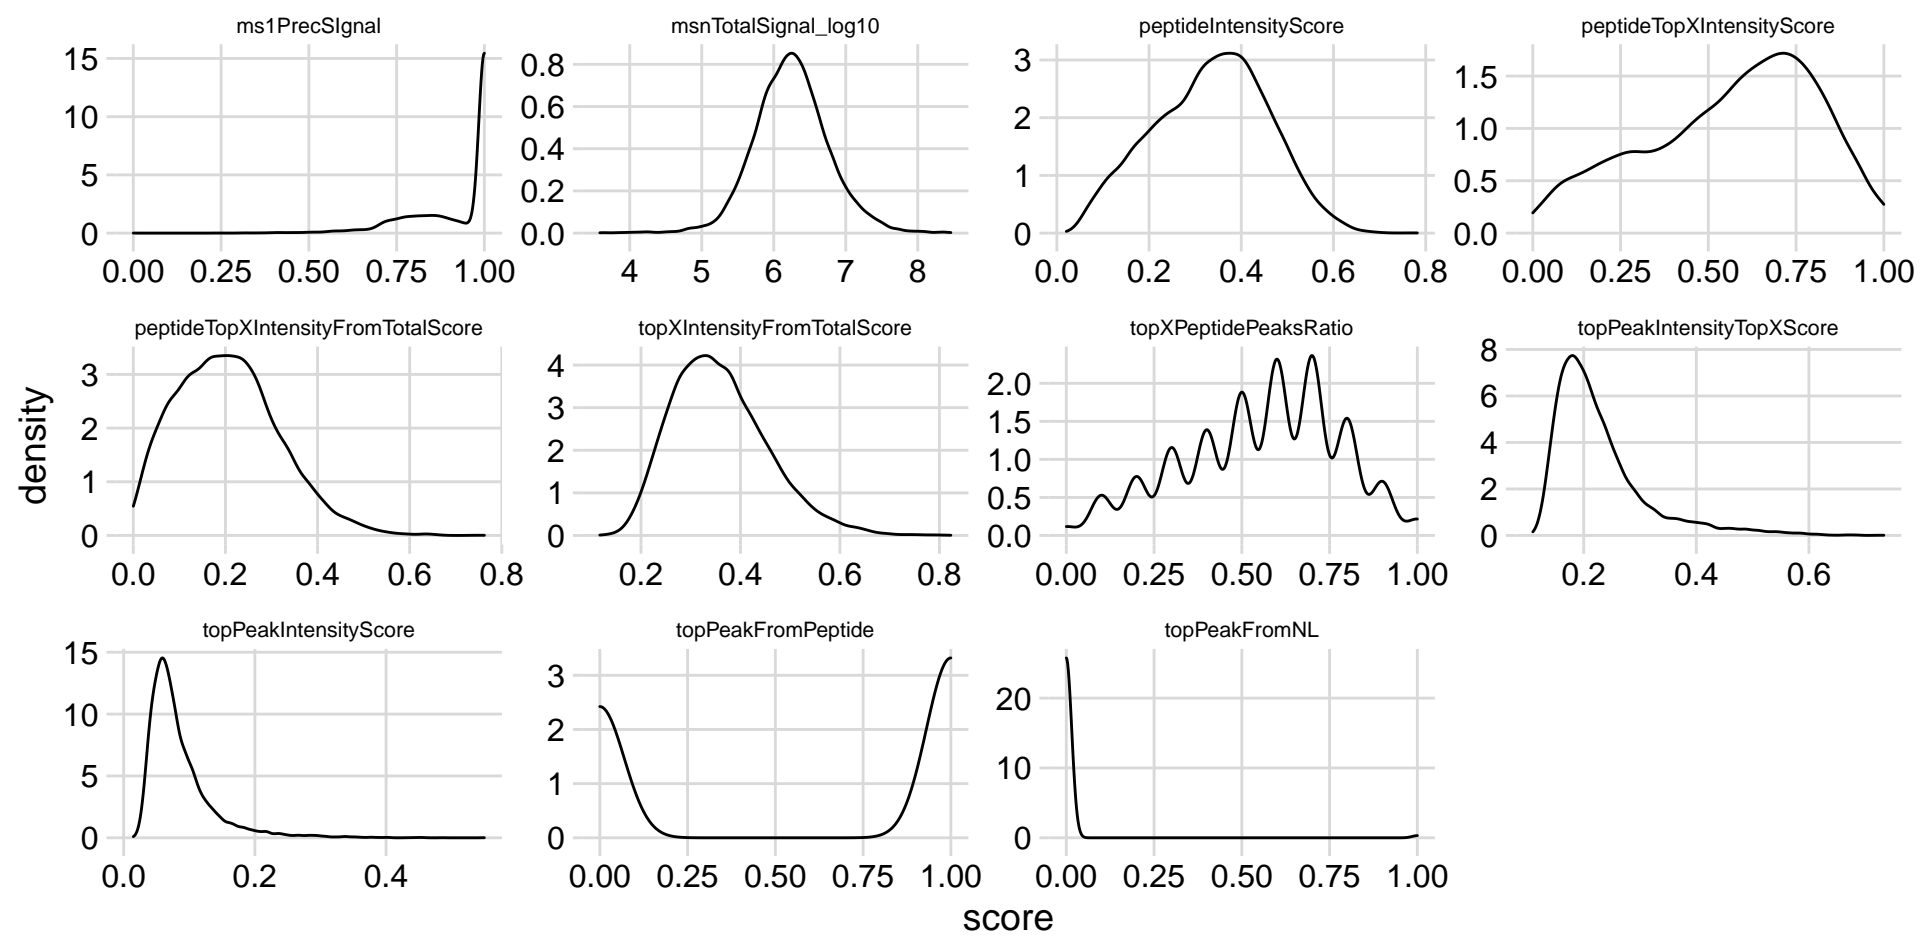 ms1PrecSIgnal
msnTotalSignal_log10
peptideIntensityScore
peptideTopXIntensityScore
15
10
5
0
0.00 0.25 0.50 0.75 1.00
0.8
0.6
0.4
0.2
0.0
4 5 6 7 8
3
2
1
0
0.0 0.2 0.4 0.6 0.8
1.5
1.0
0.5
0.0
0.00 0.25 0.50 0.75 1.00
peptideTopXIntensityFromTotalScore
topXIntensityFromTotalScore
topXPeptidePeaksRatio
topPeakIntensityTopXScore
density
3
2
1
0
0.0 0.2 0.4 0.6 0.8
4
3
2
1
0
0.2 0.4 0.6 0.8
2.0
1.5
1.0
0.5
0.0
0.00 0.25 0.50 0.75 1.00
8
6
4
2
0
0.2 0.4 0.6
topPeakIntensityScore
topPeakFromPeptide
topPeakFromNL
15
10
5
0
0.0 0.2 0.4
3
2
1
0
0.00 0.25 0.50 0.75 1.00
20
10
0
0.00 0.25 0.50 0.75 1.00
score